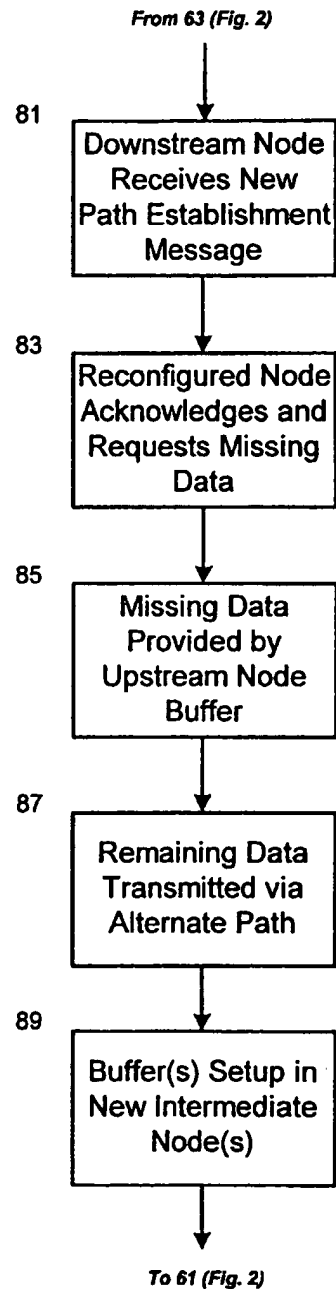 From 63 (Fig. 2)
81
Downstream Node
Receives New
Path Establishment
Message
83
Reconfigured Node
Acknowledges and
Requests Missing
Data
85
Missing Data
Provided by
Upstream Node
Buffer
87
Remaining Data
Transmitted via
Alternate Path
89
Buffer(s) Setup in
New Intermediate
Node(s)
To 61 (Fig. 2)